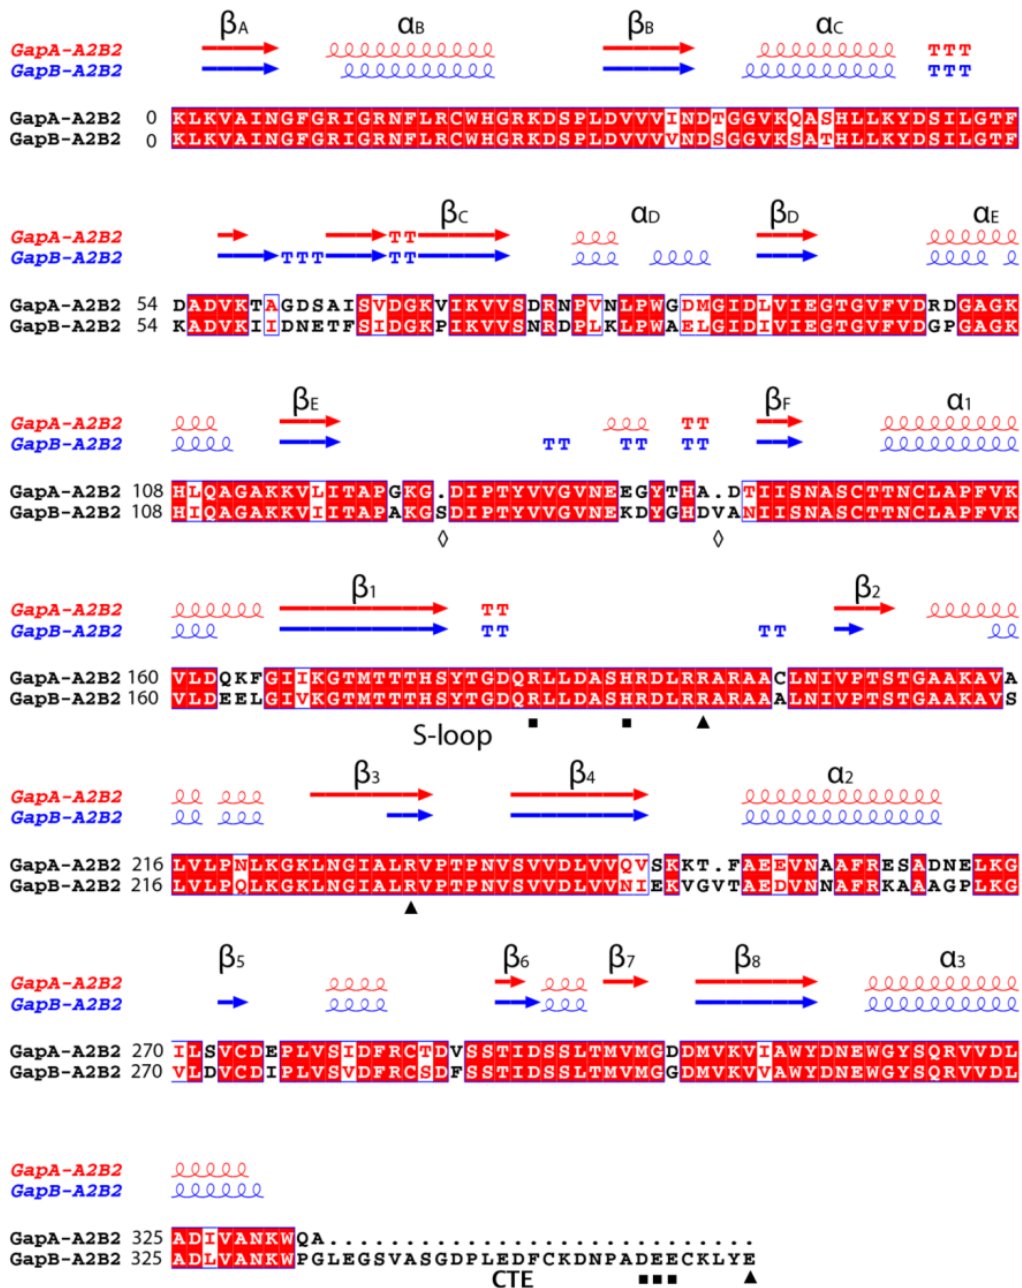 βA αB βB αC
GapA-A2B2 TTT
GapB-A2B2 TTT
GapA-A2B2 0 KLKVAINGFGRIGRNFLRCWHGRKDSPLDVVVINDTGGVKQASHLLKYDSILGTF
GapB-A2B2 0 KLKVAINGFGRIGRNFLRCWHGRKDSPLDVVVVNDSGGVKSATHLLKYDSILGTF
βC αD βD αE
GapA-A2B2 TT
GapB-A2B2 TTT TT
GapA-A2B2 54 DADVKTAGDSAISVDGKVIKVVSDRNPVNLPWGDMGIDLVIEGTGVFVDRDGAGK
GapB-A2B2 54 KADVKIIDNETFSIDGKPIKVVSNRDPLKLPWAELGIDIVIEGTGVFVDGPGAGK
βE βF α1
GapA-A2B2 TT
GapB-A2B2 TT TT TT
GapA-A2B2 108 HLQAGAKKVLITAPGKG.DIPTYVVGVNEEGYTHA.DTIISNASCTTNCLAPFVK
GapB-A2B2 108 HIQAGAKKVIITAPAKGSDIPTYVVGVNEKDYGHDVANIISNASCTTNCLAPFVK
β1 β2
GapA-A2B2 TT
GapB-A2B2 TT TT
GapA-A2B2 160 VLDQKFGIIKGTMTTTHSYTGDQRLLDASHRDLRRARAACLNIVPTSTGAAKAVA
GapB-A2B2 160 VLDEELGIVKGTMTTTHSYTGDQRLLDASHRDLRRARAAALNIVPTSTGAAKAVS
S-loop
β3 β4 α2
GapA-A2B2
GapB-A2B2
GapA-A2B2 216 LVLPNLKGKLNGIALRVPTPNVSVVDLVVQVSKKT.FAEEVNAAFRESADNELKG
GapB-A2B2 216 LVLPQLKGKLNGIALRVPTPNVSVVDLVVNIEKVGVTAEDVNNAFRKAAAGPLKG
β5 β6 β7 β8 α3
GapA-A2B2
GapB-A2B2
GapA-A2B2 270 ILSVCDEPLVSIDFRCTDVSSTIDSSLTMVMGDDMVKVIAWYDNEWGYSQRVVDL
GapB-A2B2 270 VLDVCDIPLVSVDFRCSDFSSTIDSSLTMVMGGDMVKVVAWYDNEWGYSQRVVDL
GapA-A2B2
GapB-A2B2
GapA-A2B2 325 ADIVANKWQA............................
GapB-A2B2 325 ADLVANKWPGLEGSVASGDPLEDFCKDNPADEECKLYE
CTE